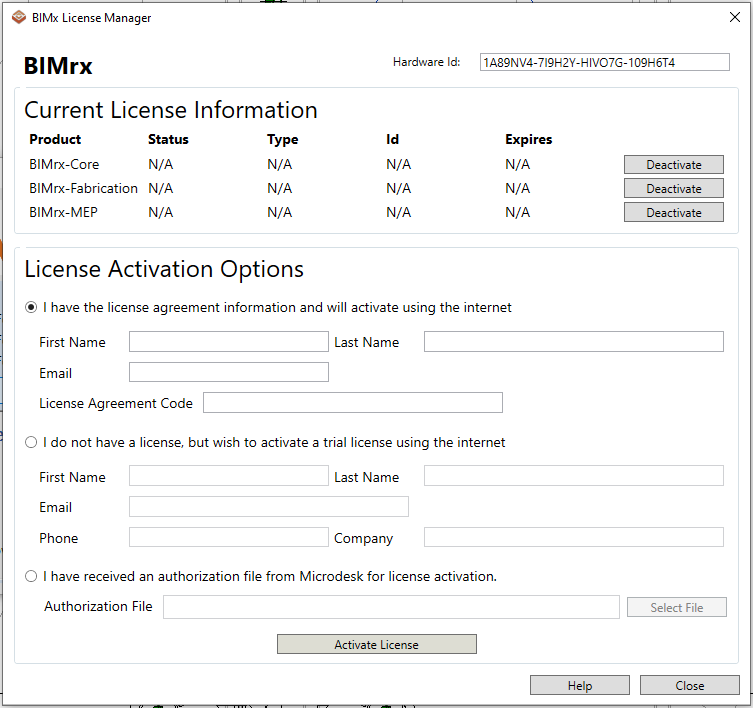 BIMx License Manager
BIMrx
Hardware Id: 1A89NV4-7I9H2Y-HIVO7G-109H6T4
Current License Information
Product Status Type Id Expires
BIMrx-Core N/A N/A N/A N/A Deactivate
BIMrx-Fabrication N/A N/A N/A N/A Deactivate
BIMrx-MEP N/A N/A N/A N/A Deactivate
License Activation Options
I have the license agreement information and will activate using the internet
First Name Last Name
Email
License Agreement Code
I do not have a license, but wish to activate a trial license using the internet
First Name Last Name
Email
Phone Company
I have received an authorization file from Microdesk for license activation.
Authorization File Select File
Activate License
Help Close